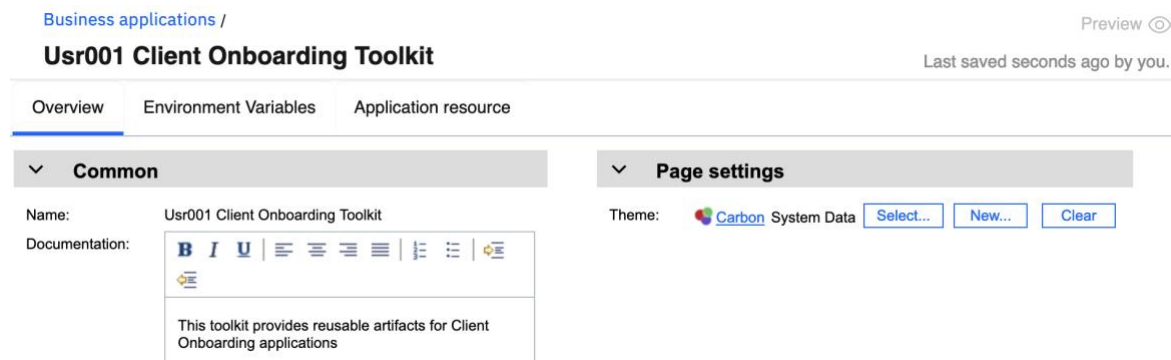 Business applications /
Preview
Usr001 Client Onboarding Toolkit
Last saved seconds ago by you.
Overview Environment Variables Application resource
Common
Page settings
Name: Usr001 Client Onboarding Toolkit
Theme: Carbon System Data Select... New... Clear
Documentation:
B I U
This toolkit provides reusable artifacts for Client
Onboarding applications